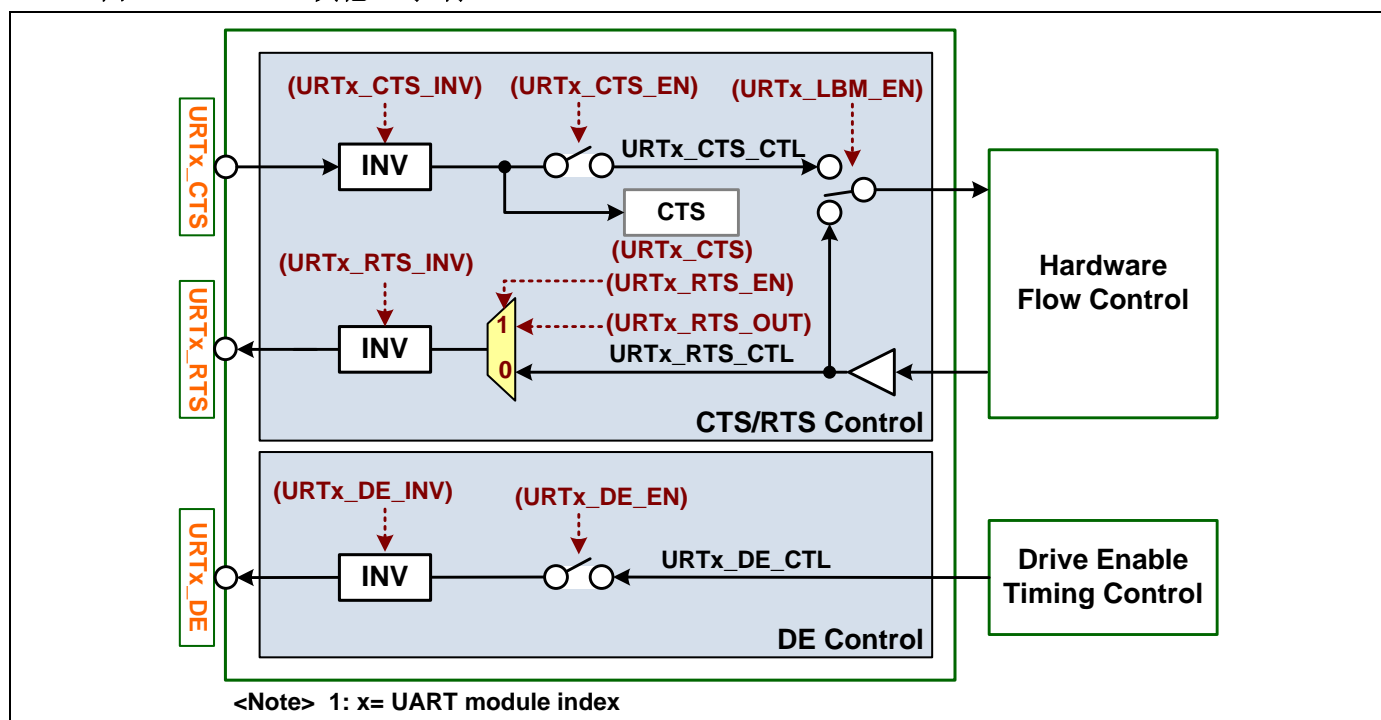 URTx_CTS
(URTx_CTS_INV)
(URTx_CTS_EN)
(URTx_LBM_EN)
INV
URTx_CTS_CTL
CTS
(URTx_CTS)
URTx_RTS
(URTx_RTS_INV)
(URTx_RTS_EN)
1
(URTx_RTS_OUT)
INV
URTx_RTS_CTL
0
CTS/RTS Control
Hardware
Flow Control
URTx_DE
(URTx_DE_INV)
(URTx_DE_EN)
INV
URTx_DE_CTL
DE Control
Drive Enable
Timing Control
<Note> 1: x= UART module index